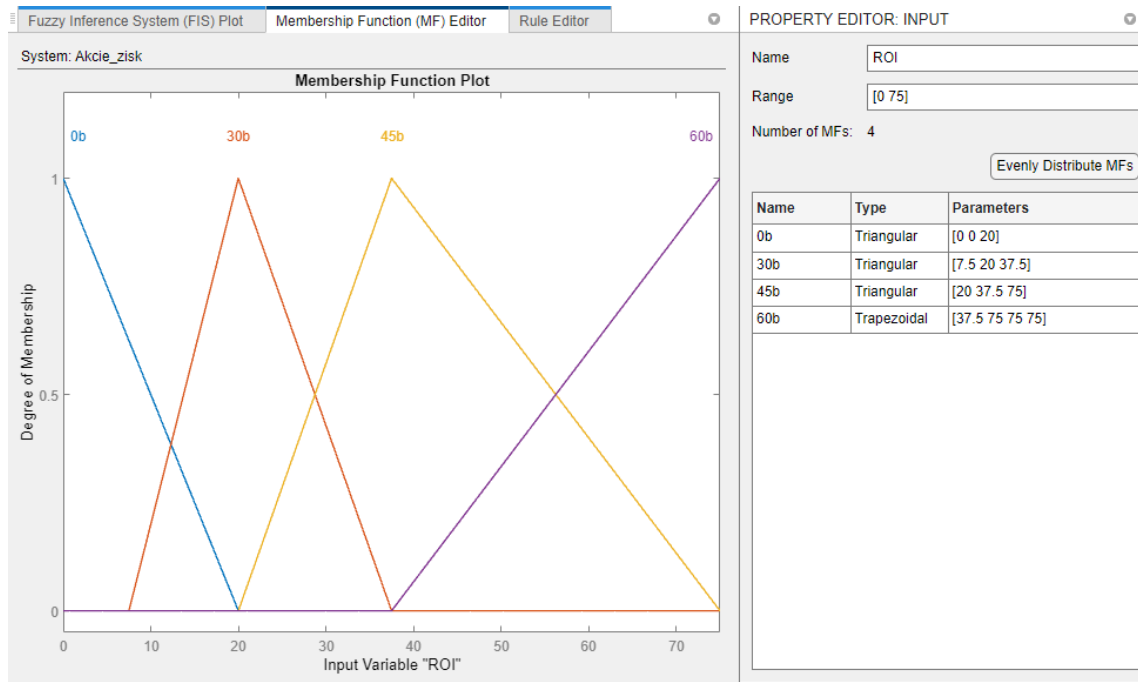 Fuzzy Inference System (FIS) Plot
Membership Function (MF) Editor
Rule Editor
System: Akcie_zisk
Membership Function Plot
0b 30b 45b 60b
1
0.5
0
Degree of Membership
0 10 20 30 40 50 60 70
Input Variable "ROI"
PROPERTY EDITOR: INPUT
Name ROI
Range [0 75]
Number of MFs: 4
Evenly Distribute MFs
Name Type Parameters
0b Triangular [0 0 20]
30b Triangular [7.5 20 37.5]
45b Triangular [20 37.5 75]
60b Trapezoidal [37.5 75 75 75]